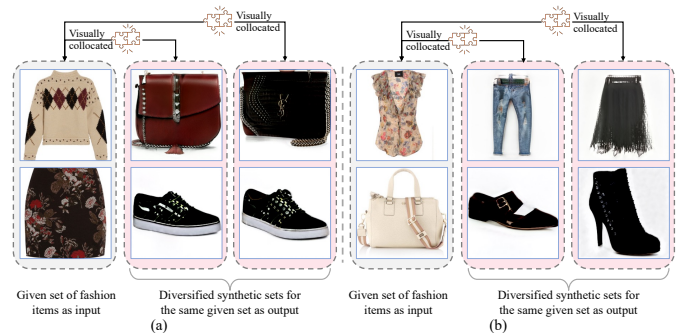 Visually
collocated
Visually
collocated
Visually
collocated
Visually
collocated
YSL
Given set of fashion
items as input
Diversified synthetic sets for
the same given set as output
Given set of fashion
items as input
Diversified synthetic sets for
the same given set as output
(a)
(b)